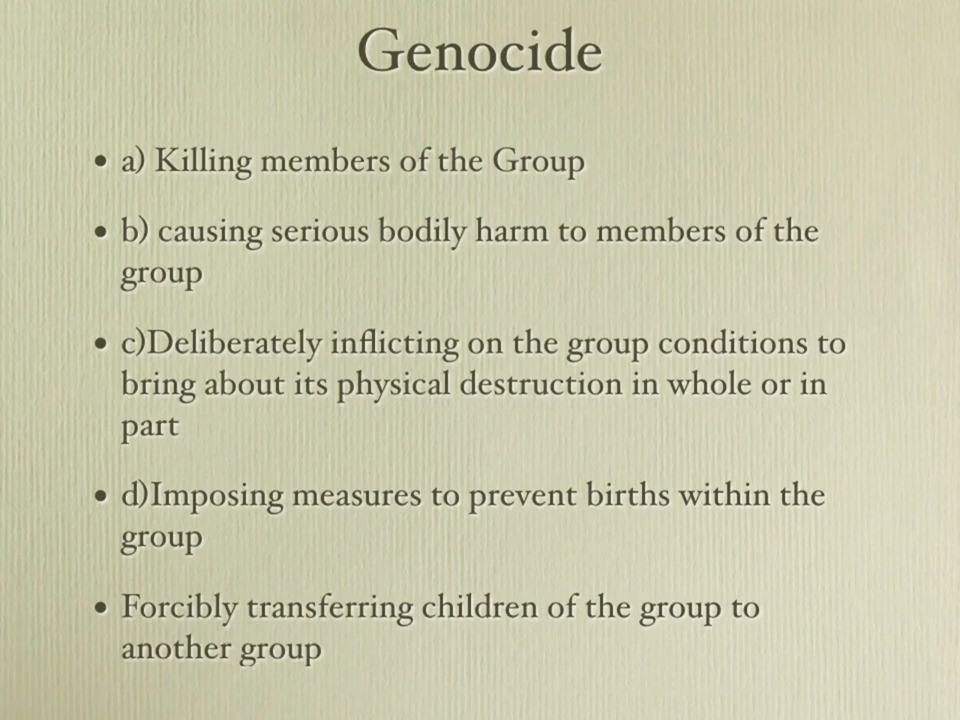 Genocide
• a) Killing members of the Group
• b) causing serious bodily harm to members of the
group
• c)Deliberately inflicting on the group conditions to
bring about its physical destruction in whole or in
part
• d)Imposing measures to prevent births within the
group
• Forcibly transferring children of the group to
another group